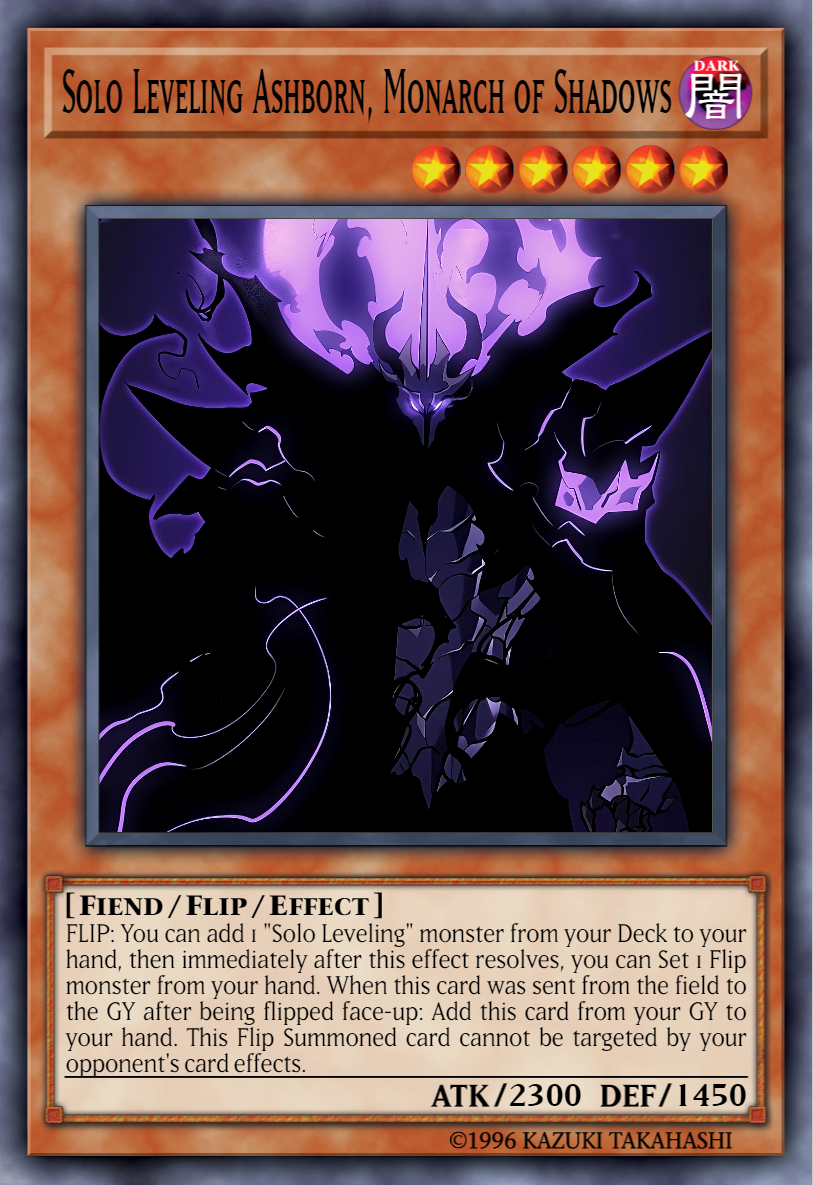 Solo Leveling Ashborn, Monarch of Shadows
DARK
闇
[ Fiend / Flip / Effect ]
FLIP: You can add 1 "Solo Leveling" monster from your Deck to your
hand, then immediately after this effect resolves, you can Set 1 Flip
monster from your hand. When this card was sent from the field to
the GY after being flipped face-up: Add this card from your GY to
your hand. This Flip Summoned card cannot be targeted by your
opponent's card effects.
ATK/2300 DEF/1450
©1996 KAZUKI TAKAHASHI